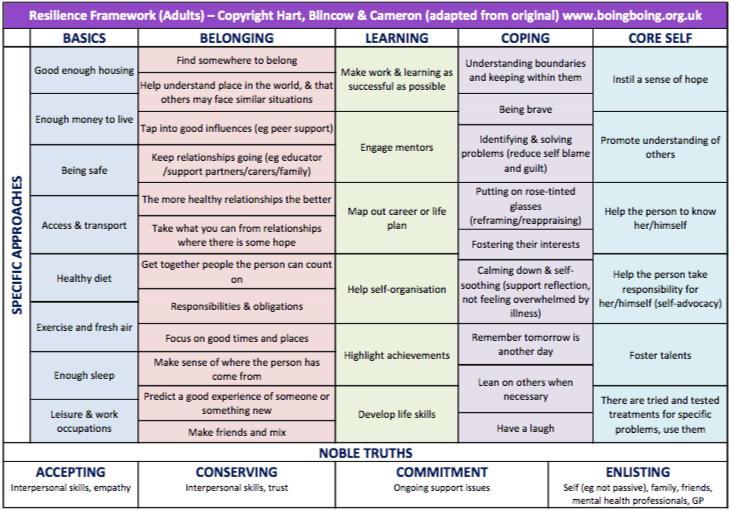 Resilience Framework (Adults) – Copyright Hart, Blincow & Cameron (adapted from original) www.boingboing.org.uk
BASICS
BELONGING
LEARNING
COPING
CORE SELF
SPECIFIC APPROACHES
Good enough housing
Enough money to live
Being safe
Access & transport
Healthy diet
Exercise and fresh air
Enough sleep
Leisure & work
occupations
Find somewhere to belong
Help understand place in the world, & that
others may face similar situations
Tap into good influences (eg peer support)
Keep relationships going (eg educator
/support partners/carers/family)
The more healthy relationships the better
Take what you can from relationships
where there is some hope
Get together people the person can count
on
Responsibilities & obligations
Focus on good times and places
Make sense of where the person has
come from
Predict a good experience of someone or
something new
Make friends and mix
Make work & learning as
successful as possible
Engage mentors
Map out career or life
plan
Help self-organisation
Highlight achievements
Develop life skills
Understanding boundaries
and keeping within them
Being brave
Identifying & solving
problems (reduce self blame
and guilt)
Putting on rose-tinted
glasses
(reframing/reappraising)
Fostering their interests
Calming down & self-
soothing (support reflection,
not feeling overwhelmed by
illness)
Remember tomorrow is
another day
Lean on others when
necessary
Have a laugh
Instil a sense of hope
Promote understanding of
others
Help the person to know
her/himself
Help the person take
responsibility for
her/himself (self-advocacy)
Foster talents
There are tried and tested
treatments for specific
problems, use them
NOBLE TRUTHS
ACCEPTING
Interpersonal skills, empathy
CONSERVING
Interpersonal skills, trust
COMMITMENT
Ongoing support issues
ENLISTING
Self (eg not passive), family, friends,
mental health professionals, GP